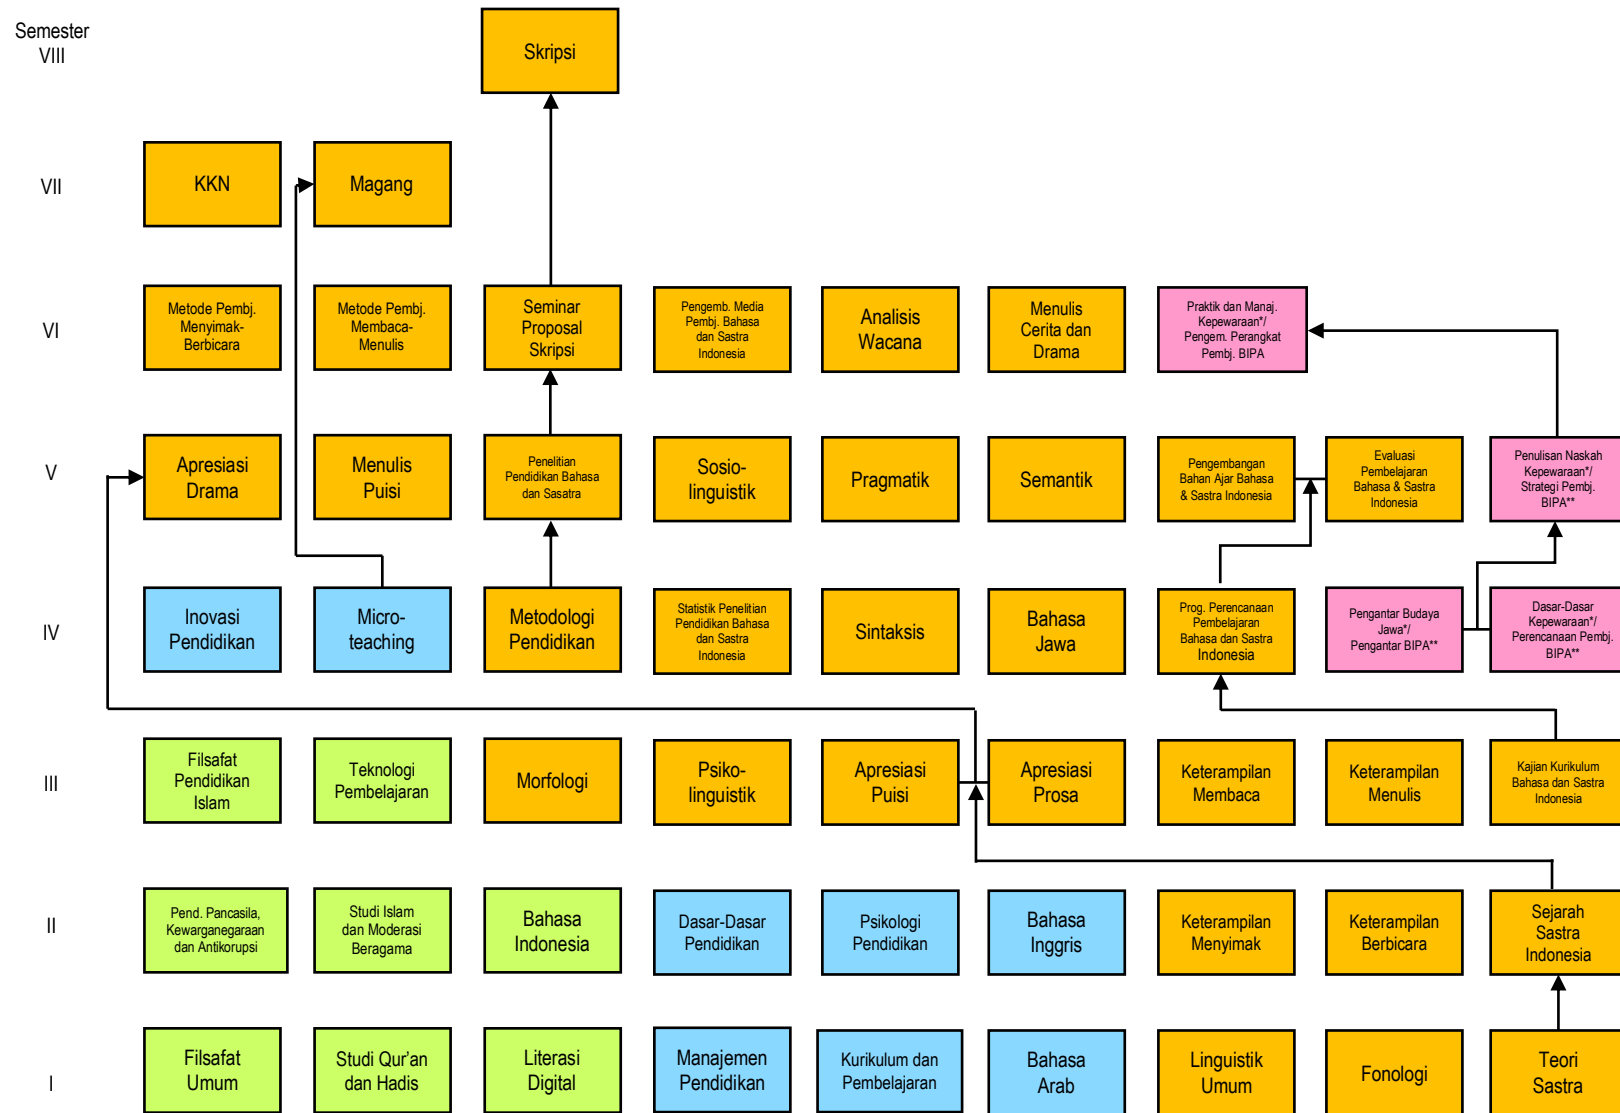 Semester
VIII
Skripsi
VII
KKN
Magang
VI
Metode Pembj.
Menyimak-
Berbicara
Metode Pembj.
Membaca-
Menulis
Seminar
Proposal
Skripsi
Pengemb. Media
Pembj. Bahasa
dan Sastra
Indonesia
Analisis
Wacana
Menulis
Cerita dan
Drama
Praktik dan Manaj.
Kepewaraan*/
Pengem. Perangkat
Pembj. BIPA
V
Apresiasi
Drama
Menulis
Puisi
Penelitian
Pendidikan Bahasa
dan Sasatra
Sosio-
linguistik
Pragmatik
Semantik
Pengembangan
Bahan Ajar Bahasa
& Sastra Indonesia
Evaluasi
Pembelajaran
Bahasa & Sastra
Indonesia
Penulisan Naskah
Kepewaraan*/
Strategi Pembj.
BIPA**
IV
Inovasi
Pendidikan
Micro-
teaching
Metodologi
Pendidikan
Statistik Penelitian
Pendidikan Bahasa
dan Sastra
Indonesia
Sintaksis
Bahasa
Jawa
Prog. Perencanaan
Pembelajaran
Bahasa dan Sastra
Indonesia
Pengantar Budaya
Jawa*/
Pengantar BIPA**
Dasar-Dasar
Kepewaraan*/
Perencanaan Pembj.
BIPA**
III
Filsafat
Pendidikan
Islam
Teknologi
Pembelajaran
Morfologi
Psiko-
linguistik
Apresiasi
Puisi
Apresiasi
Prosa
Keterampilan
Membaca
Keterampilan
Menulis
Kajian Kurikulum
Bahasa dan Sastra
Indonesia
II
Pend. Pancasila,
Kewarganegaraan
dan Antikorupsi
Studi Islam
dan Moderasi
Beragama
Bahasa
Indonesia
Dasar-Dasar
Pendidikan
Psikologi
Pendidikan
Bahasa
Inggris
Keterampilan
Menyimak
Keterampilan
Berbicara
Sejarah
Sastra
Indonesia
I
Filsafat
Umum
Studi Qur'an
dan Hadis
Literasi
Digital
Manajemen
Pendidikan
Kurikulum dan
Pembelajaran
Bahasa
Arab
Linguistik
Umum
Fonologi
Teori
Sastra